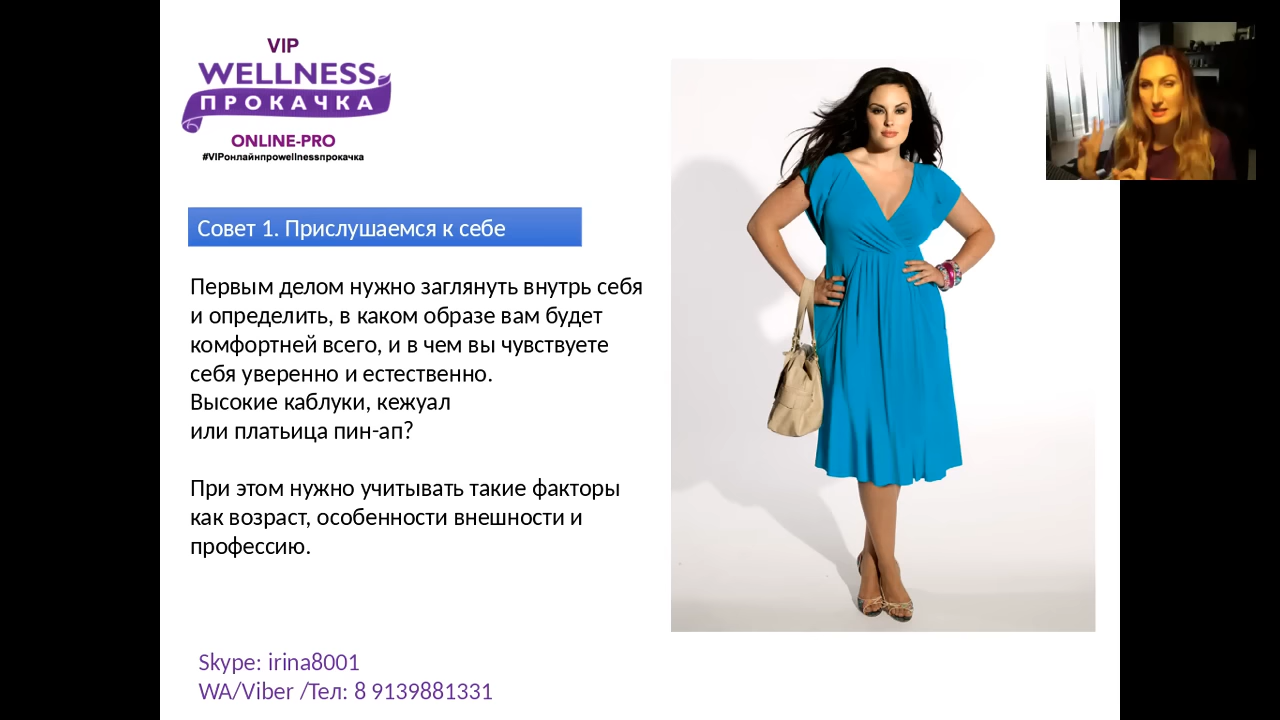 VIP
WELLNESS
ПРОКАЧКА
ONLINE-PRO
#VIPонлайнпроwellnessпрокачка
Совет 1. Прислушаемся к себе
Первым делом нужно заглянуть внутрь себя
и определить, в каком образе вам будет
комфортней всего, и в чем вы чувствуете
себя уверенно и естественно.
Высокие каблуки, кежуал
или платьица пин-ап?
При этом нужно учитывать такие факторы
как возраст, особенности внешности и
профессию.
Skype: irina8001
WA/Viber /Тел: 8 9139881331